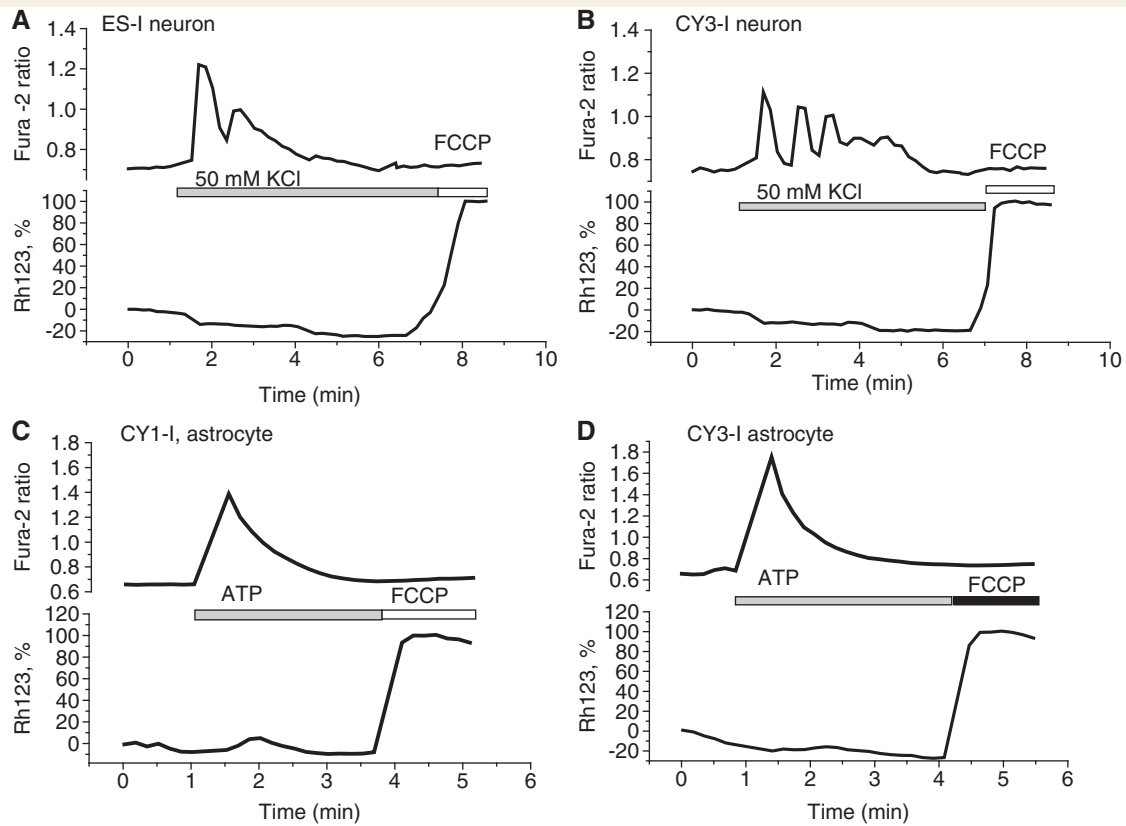 A
ES-I neuron
Fura -2 ratio
1.4
1.2
1.0
0.8
FCCP
50 mM KCl
Rh123, %
100
80
60
40
20
0
-20
0
2
4
6
8
10
Time (min)
B
CY3-I neuron
Fura-2 ratio
1.4
1.2
1.0
0.8
FCCP
50 mM KCl
Rh123, %
100
80
60
40
20
0
-20
0
2
4
6
8
10
Time (min)
C
CY1-I, astrocyte
Fura-2 ratio
1.8
1.6
1.4
1.2
1.0
0.8
0.6
ATP
FCCP
Rh123, %
120
100
80
60
40
20
0
0
1
2
3
4
5
6
Time (min)
D
CY3-I astrocyte
Fura-2 ratio
1.8
1.6
1.4
1.2
1.0
0.8
0.6
ATP
FCCP
Rh123, %
120
100
80
60
40
20
0
-20
0
1
2
3
4
5
6
Time (min)